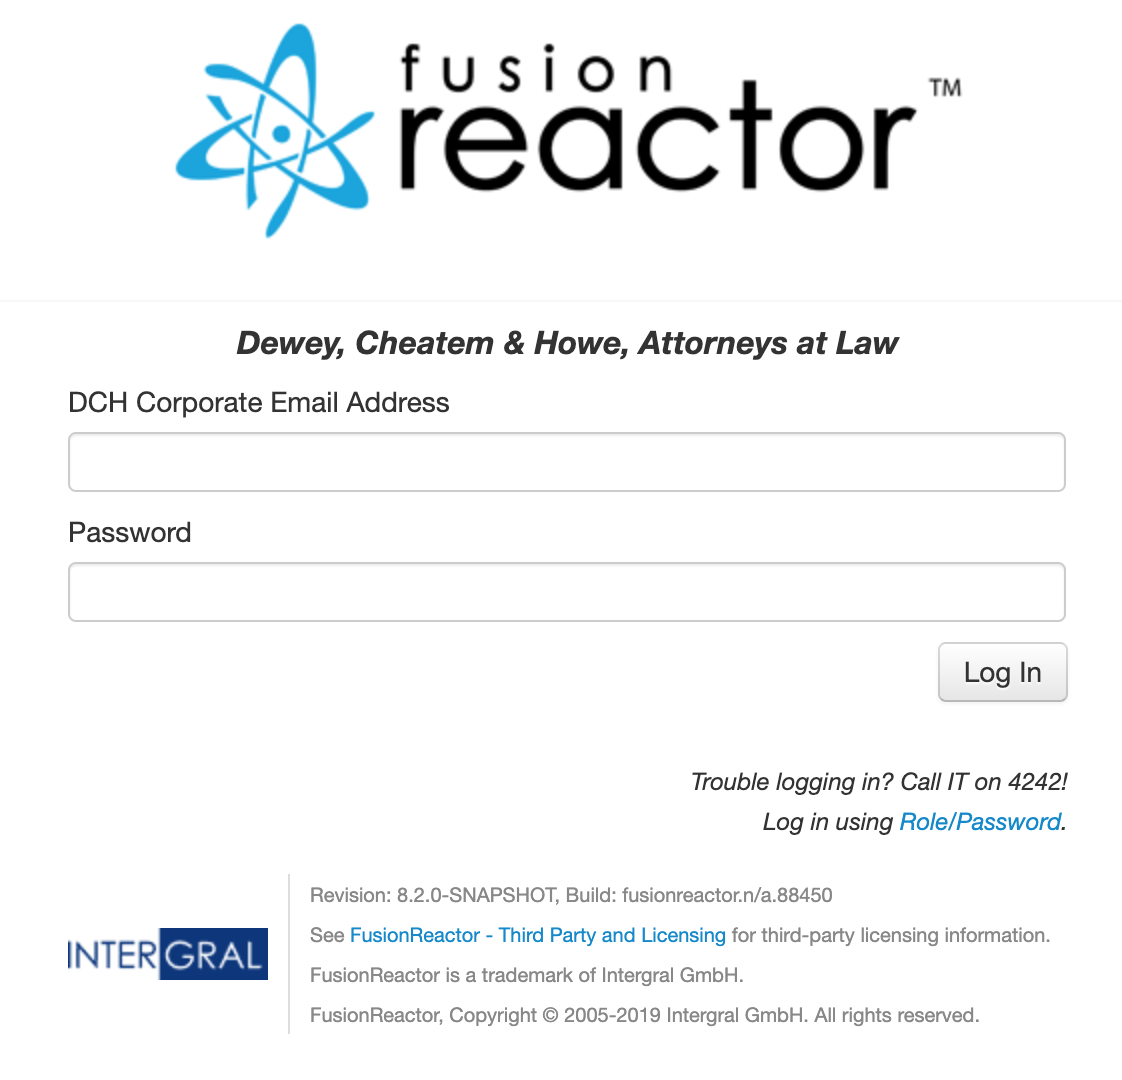 fusion
reactor ™
Dewey, Cheatem & Howe, Attorneys at Law
DCH Corporate Email Address
Password
Log In
Trouble logging in? Call IT on 4242!
Log in using Role/Password.
INTERGRAL
Revision: 8.2.0-SNAPSHOT, Build: fusionreactor.n/a.88450
See FusionReactor - Third Party and Licensing for third-party licensing information.
FusionReactor is a trademark of Intergral GmbH.
FusionReactor, Copyright © 2005-2019 Intergral GmbH. All rights reserved.